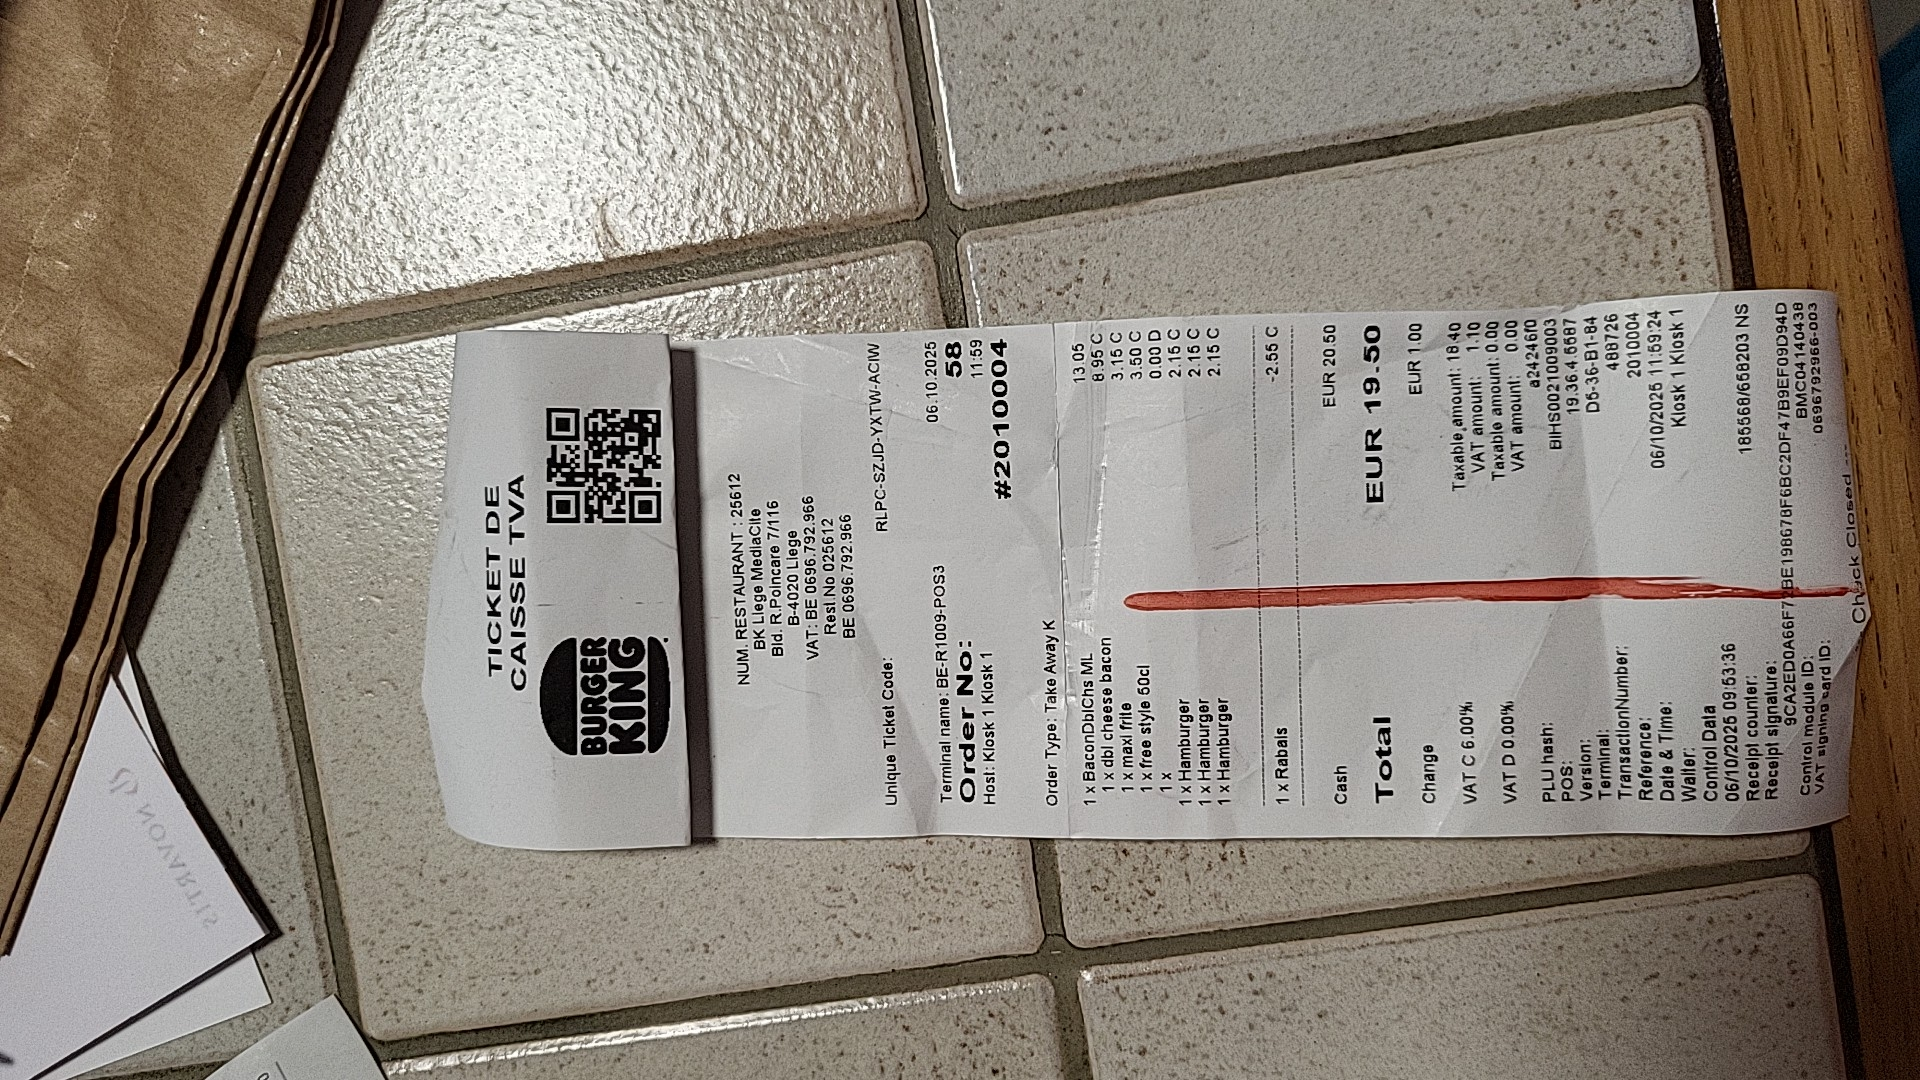 TICKET DE
CAISSE TVA
BURGER
KING
NUM. RESTAURANT : 25612
BK Liege MediaCite
Bld. R.Poincare 7/116
B-4020 Liege
VAT: BE 0696.792.966
Rest No 025612
BE 0696.792.966
Unique Ticket Code:
RLPC-SZJD-YXTW-ACIW
Terminal name: BE-R1009-POS3 06.10.2025
Order No: 58
Host: Kiosk 1 Kiosk 1 11:59
#2010004
Order Type: Take Away K
1 x BaconDblChs ML 13.05
1 x dbl cheese bacon 8.95 C
1 x maxi frite 3.15 C
1 x free style 50cl 3.50 C
1 x 0.00 D
1 x Hamburger 2.15 C
1 x Hamburger 2.15 C
1 x Hamburger 2.15 C
1 x Rabais -2.55 C
Cash EUR 20.50
Total EUR 19.50
Change EUR 1.00
VAT C 6.00% Taxable amount: 18.40
VAT amount: 1.10
VAT D 0.00% Taxable amount: 0.00
VAT amount: 0.00
PLU hash: a24246f0
POS: BIHS0021009003
Version: 19.36.4.5587
Terminal: D5-36-B1-84
TransactionNumber: 488726
Reference: 2010004
Date & Time: 06/10/2025 11:59:24
Waiter: Kiosk 1 Kiosk 1
Control Data
06/10/2025 09:53:36
Receipt counter: 185568/658203 NS
Receipt signature:
Control module ID: BMC04140438
VAT signing card ID: 0696792966-003
Check Closed
NOVARTIS